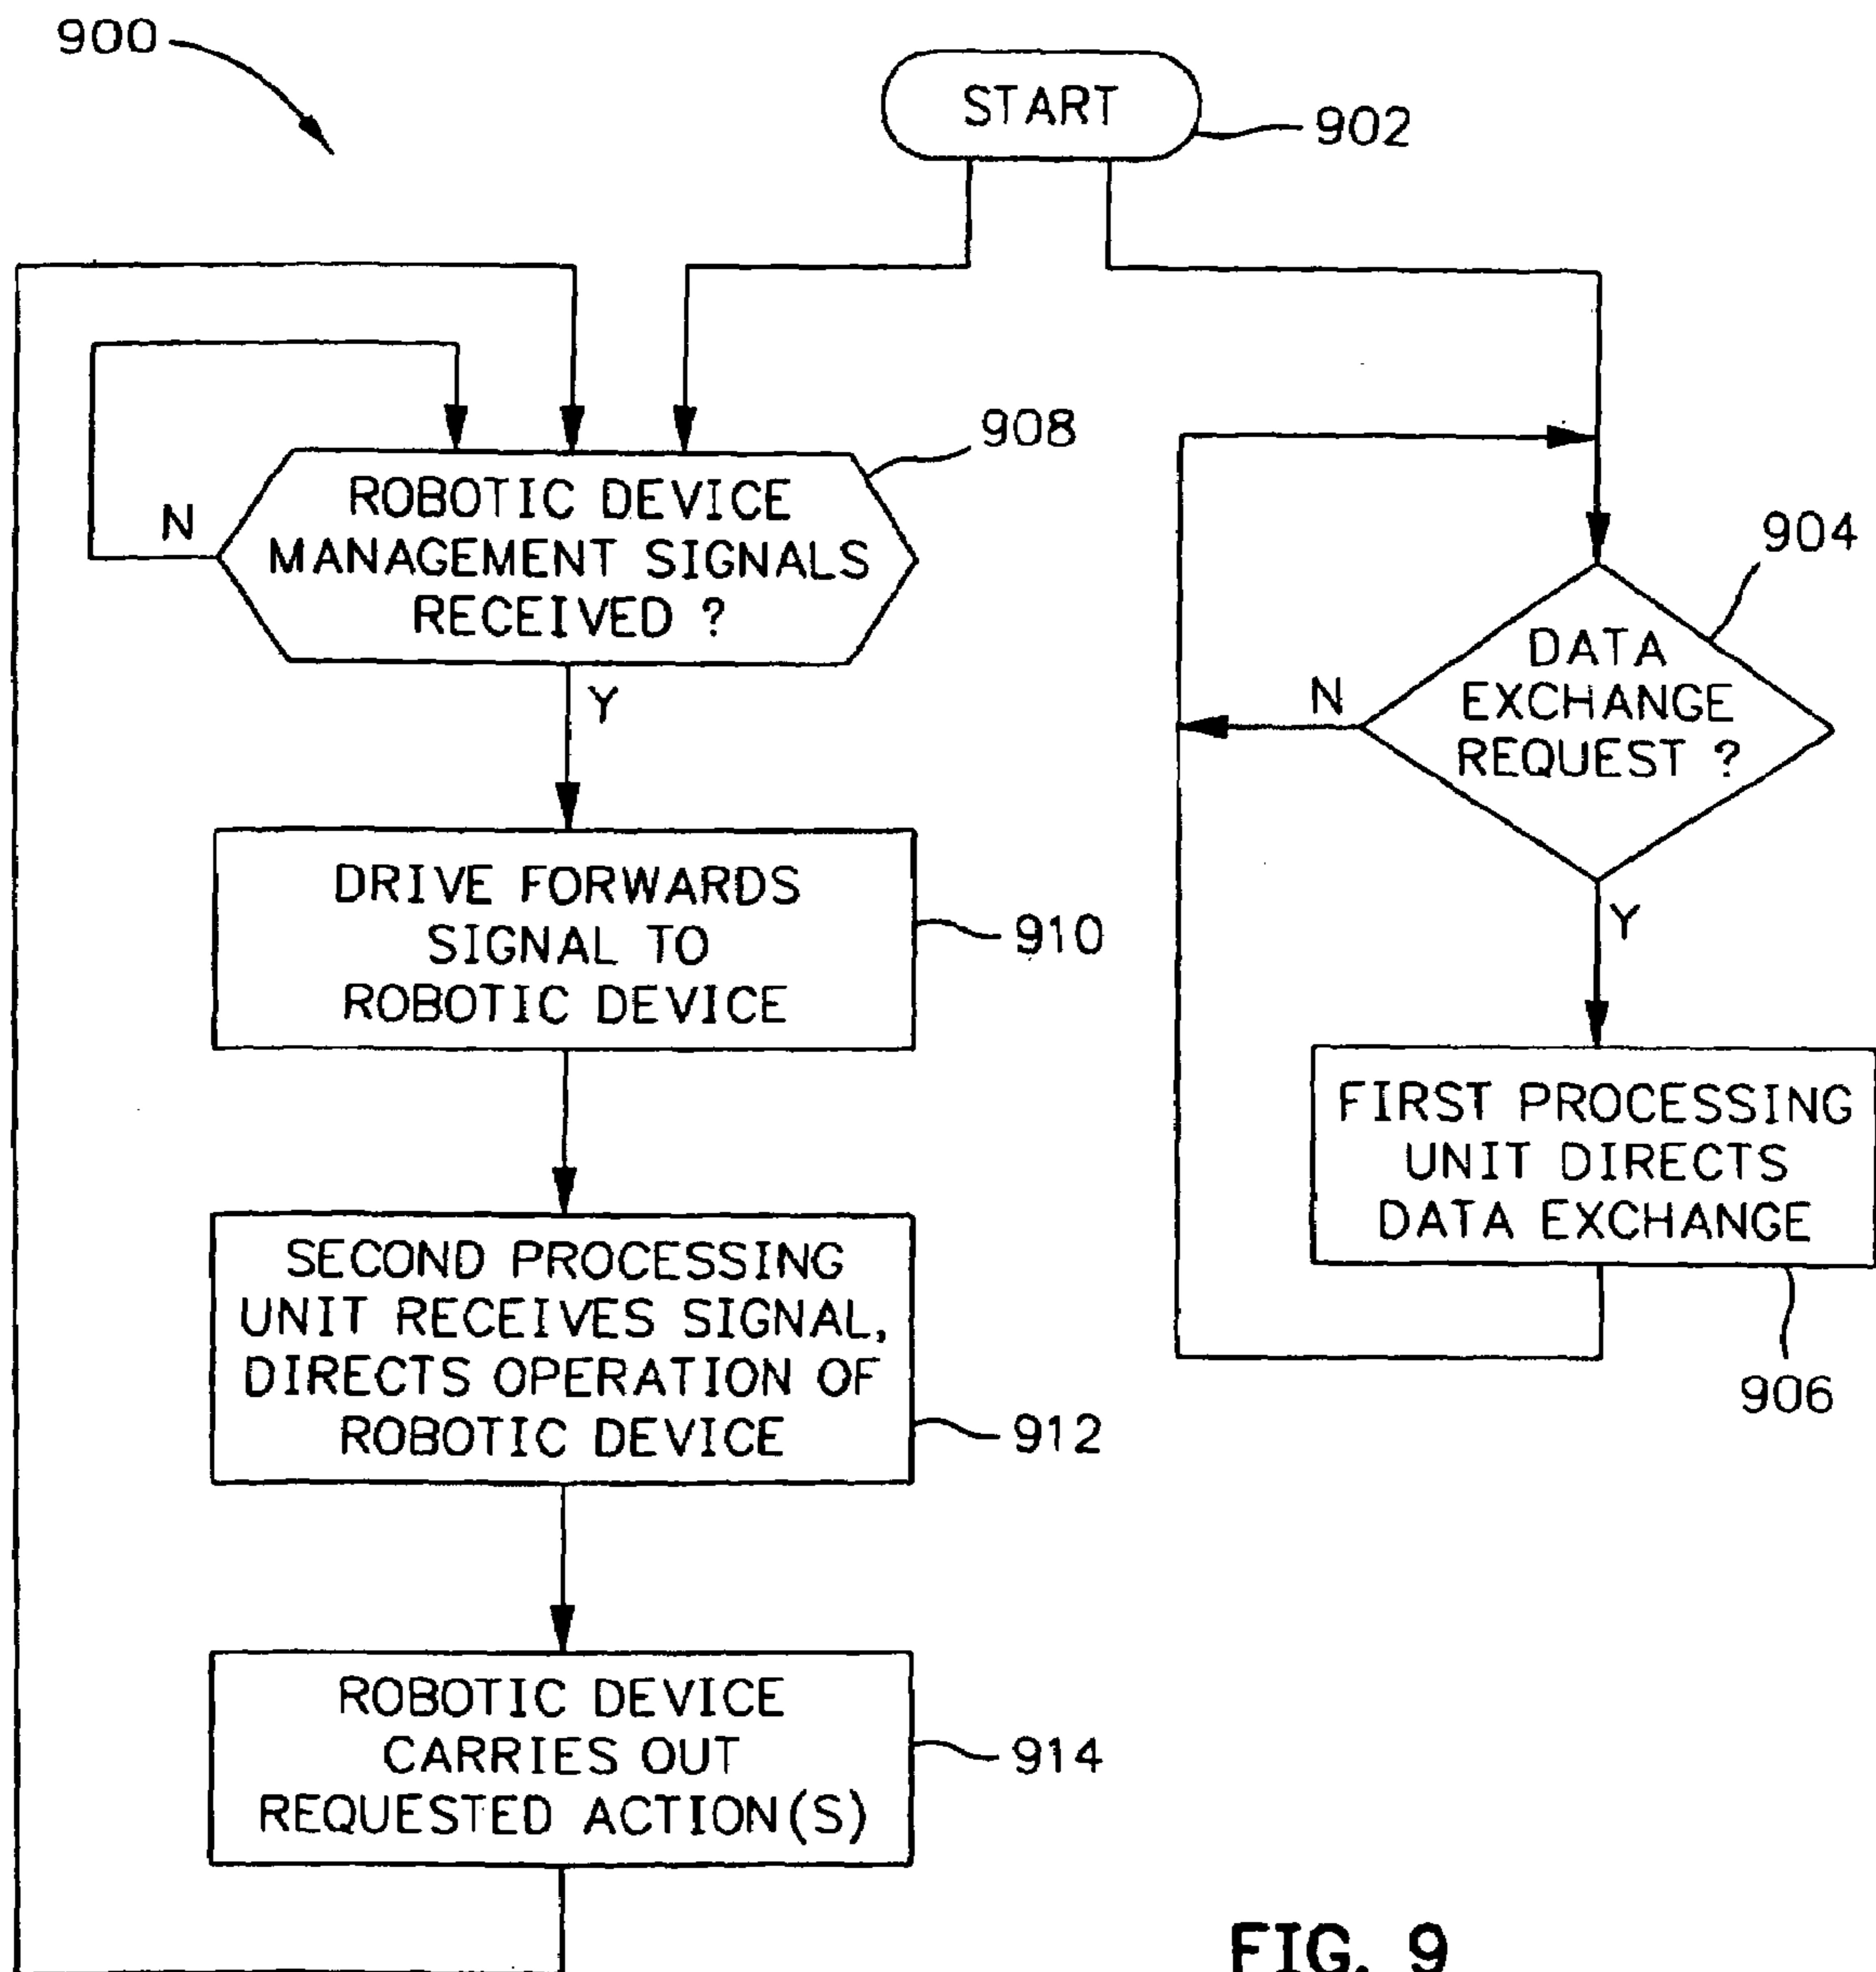 900
START
902
908
ROBOTIC DEVICE
MANAGEMENT SIGNALS
RECEIVED ?
N
Y
904
DATA
EXCHANGE
REQUEST ?
N
Y
DRIVE FORWARDS
SIGNAL TO
ROBOTIC DEVICE
910
FIRST PROCESSING
UNIT DIRECTS
DATA EXCHANGE
906
SECOND PROCESSING
UNIT RECEIVES SIGNAL,
DIRECTS OPERATION OF
ROBOTIC DEVICE
912
ROBOTIC DEVICE
CARRIES OUT
REQUESTED ACTION(S)
914
FIG. 9